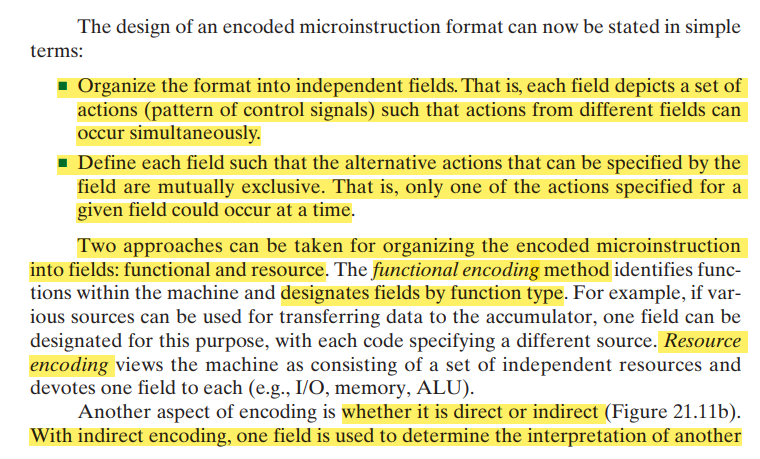 The design of an encoded microinstruction format can now be stated in simple
terms:
■ Organize the format into independent fields. That is, each field depicts a set of
actions (pattern of control signals) such that actions from different fields can
occur simultaneously.
■ Define each field such that the alternative actions that can be specified by the
field are mutually exclusive. That is, only one of the actions specified for a
given field could occur at a time.
Two approaches can be taken for organizing the encoded microinstruction
into fields: functional and resource. The functional encoding method identifies func-
tions within the machine and designates fields by function type. For example, if var-
ious sources can be used for transferring data to the accumulator, one field can be
designated for this purpose, with each code specifying a different source. Resource
encoding views the machine as consisting of a set of independent resources and
devotes one field to each (e.g., I/O, memory, ALU).
Another aspect of encoding is whether it is direct or indirect (Figure 21.11b).
With indirect encoding, one field is used to determine the interpretation of another